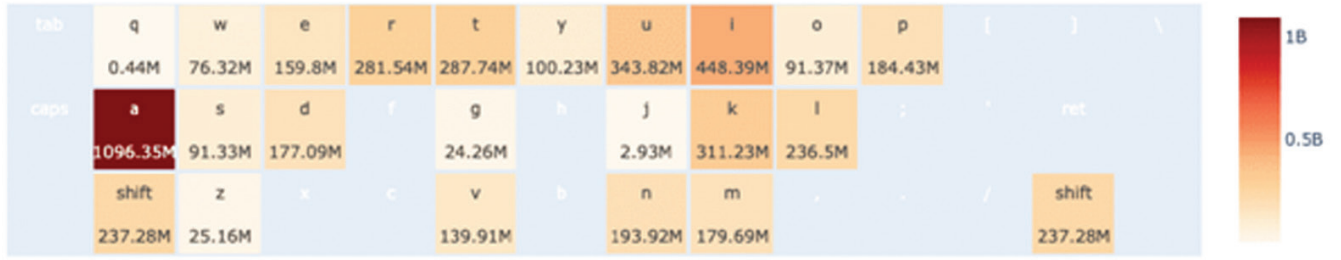 tab q w e r t y u i o p [ ] \
0.44M 76.32M 159.8M 281.54M 287.74M 100.23M 343.82M 448.39M 91.37M 184.43M
caps a s d f g h j k l ; ' ret
1096.35M 91.33M 177.09M 24.26M 2.93M 311.23M 236.5M
shift z x c v b n m , . / shift
237.28M 25.16M 139.91M 193.92M 179.69M 237.28M
1B
0.5B